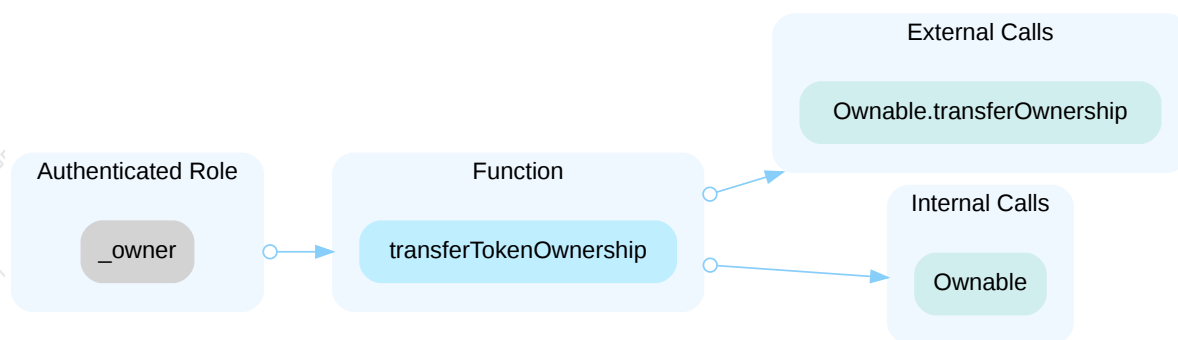 External Calls
Ownable.transferOwnership
Authenticated Role
_owner
Function
transferTokenOwnership
Internal Calls
Ownable